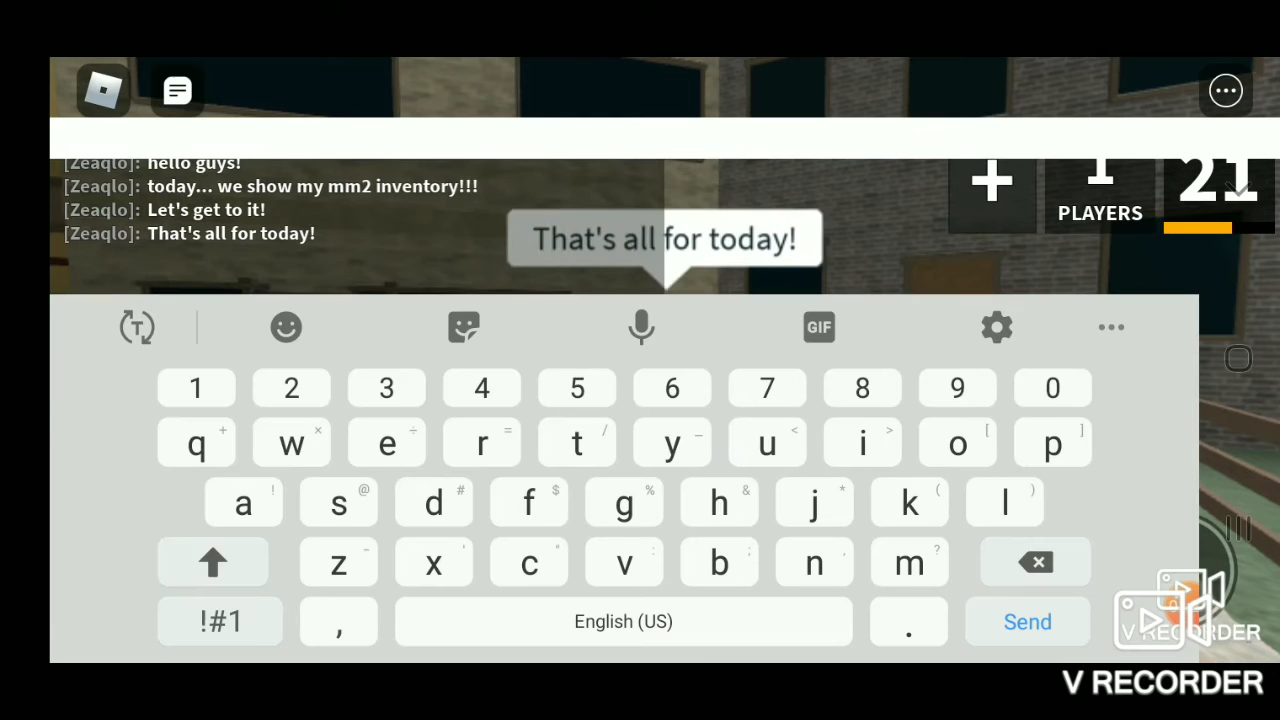 [Zeaqlo]: hello guys!
[Zeaqlo]: today... we show my mm2 inventory!!!
[Zeaqlo]: Let's get to it!
[Zeaqlo]: That's all for today!
That's all for today!
+
1
PLAYERS
21
T
GIF
1 2 3 4 5 6 7 8 9 0
q w e r t y u i o p
+ × ÷ = / _ < > [ ]
a s d f g h j k l
! @ # $ % & * ( )
z x c v b n m
- ' " : ; , ?
!#1 , English (US) . Send
V RECORDER
V RECORDER